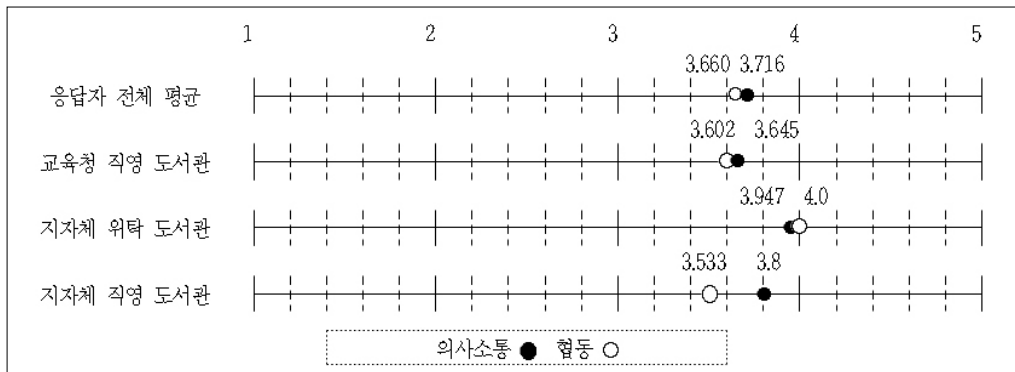 1 2 3 4 5
3.660 3.716
응답자 전체 평균
3.602 3.645
교육청 직영 도서관
3.947 4.0
지자체 위탁 도서관
3.533 3.8
지자체 직영 도서관
의사소통 ● 협동 ○